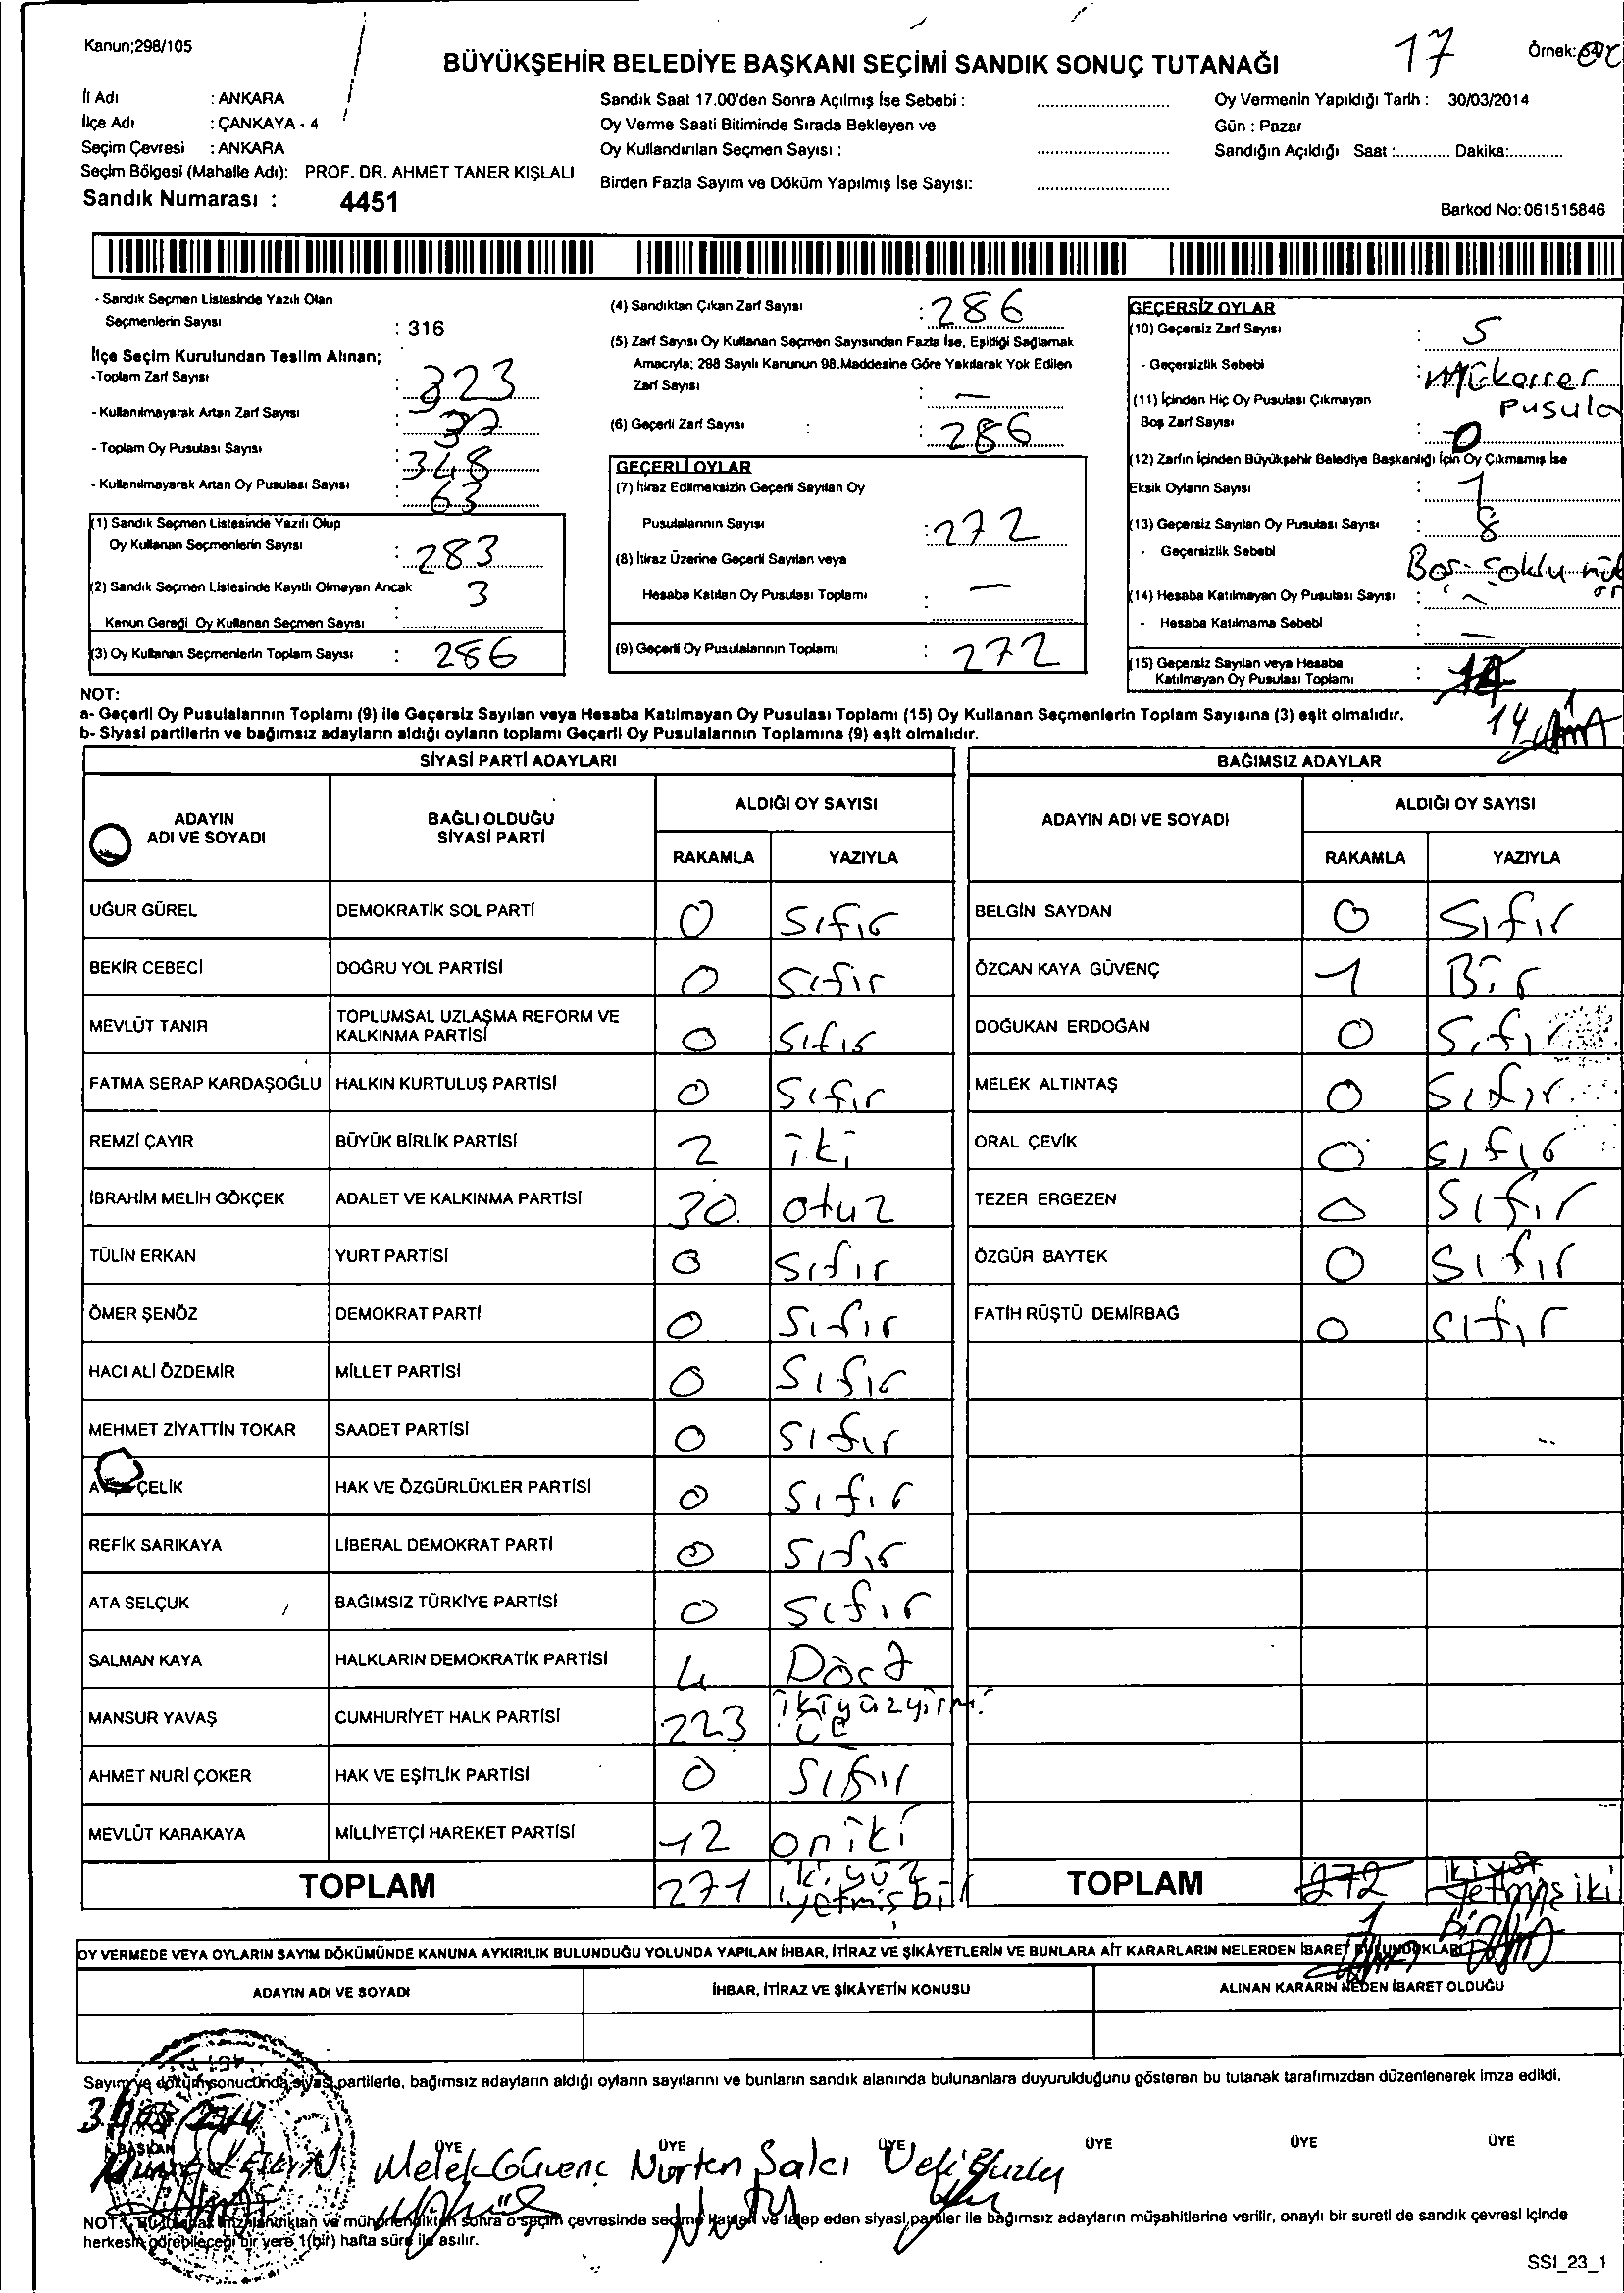 Kanun;298/105
BÜYÜKŞEHİR BELEDİYE BAŞKANI SEÇİMİ SANDIK SONUÇ TUTANAĞI
17
Örnek:
İl Adı : ANKARA
İlçe Adı : ÇANKAYA - 4
Seçim Çevresi : ANKARA
Seçim Bölgesi (Mahalle Adı): PROF. DR. AHMET TANER KIŞLALI
Sandık Numarası : 4451
Sandık Saat 17.00'den Sonra Açılmış İse Sebebi :
Oy Verme Saati Bitiminde Sırada Bekleyen ve
Oy Kullandırılan Seçmen Sayısı :
Birden Fazla Sayım ve Döküm Yapılmış İse Sayısı:
Oy Vermenin Yapıldığı Tarih : 30/03/2014
Gün : Pazar
Sandığın Açıldığı Saat :............ Dakika:............
Barkod No:061515846
- Sandık Seçmen Listesinde Yazılı Olan
Seçmenlerin Sayısı : 316
İlçe Seçim Kurulundan Teslim Alınan;
-Toplam Zarf Sayısı : 323
- Kullanılmayarak Artan Zarf Sayısı : 37
- Toplam Oy Pusulası Sayısı : 348
- Kullanılmayarak Artan Oy Pusulası Sayısı : 63
(1) Sandık Seçmen Listesinde Yazılı Olup
Oy Kullanan Seçmenlerin Sayısı : 283
(2) Sandık Seçmen Listesinde Kayıtlı Olmayan Ancak
Kanun Gereği Oy Kullanan Seçmen Sayısı : 3
(3) Oy Kullanan Seçmenlerin Toplam Sayısı : 286
(4) Sandıktan Çıkan Zarf Sayısı : 286
(5) Zarf Sayısı Oy Kullanan Seçmen Sayısından Fazla İse, Eşitliği Sağlamak
Amacıyla; 298 Sayılı Kanunun 98.Maddesine Göre Yakılarak Yok Edilen
Zarf Sayısı : —
(6) Geçerli Zarf Sayısı : : 286
GEÇERLİ OYLAR
(7) İtiraz Edilmeksizin Geçerli Sayılan Oy
Pusulalarının Sayısı : 272
(8) İtiraz Üzerine Geçerli Sayılan veya
Hesaba Katılan Oy Pusulası Toplamı : —
(9) Geçerli Oy Pusulalarının Toplamı : 272
GEÇERSİZ OYLAR
(10) Geçersiz Zarf Sayısı : 5
- Geçersizlik Sebebi : Mükerrer
pusula
(11) İçinden Hiç Oy Pusulası Çıkmayan
Boş Zarf Sayısı : 0
(12) Zarfın İçinden Büyükşehir Belediye Başkanlığı İçin Oy Çıkmamış İse
Eksik Oyların Sayısı : 1
(13) Geçersiz Sayılan Oy Pusulası Sayısı : 8
- Geçersizlik Sebebi
Boş
(14) Hesaba Katılmayan Oy Pusulası Sayısı : –
- Hesaba Katılmama Sebebi : —
(15) Geçersiz Sayılan veya Hesaba
Katılmayan Oy Pusulası Toplamı : 14
14
NOT:
a- Geçerli Oy Pusulalarının Toplamı (9) ile Geçersiz Sayılan veya Hesaba Katılmayan Oy Pusulası Toplamı (15) Oy Kullanan Seçmenlerin Toplam Sayısına (3) eşit olmalıdır.
b- Siyasi partilerin ve bağımsız adayların aldığı oyların toplamı Geçerli Oy Pusulalarının Toplamına (9) eşit olmalıdır.
SİYASİ PARTİ ADAYLARI BAĞIMSIZ ADAYLAR
ADAYIN ADI VE SOYADI BAĞLI OLDUĞU SİYASİ PARTİ ALDIĞI OY SAYISI ADAYIN ADI VE SOYADI ALDIĞI OY SAYISI
RAKAMLA YAZIYLA RAKAMLA YAZIYLA
UĞUR GÜREL DEMOKRATİK SOL PARTİ 0 Sıfır BELGİN SAYDAN 0 Sıfır
BEKİR CEBECİ DOĞRU YOL PARTİSİ 0 Sıfır ÖZCAN KAYA GÜVENÇ 1 Bir
MEVLÜT TANIR TOPLUMSAL UZLAŞMA REFORM VE KALKINMA PARTİSİ 0 Sıfır DOĞUKAN ERDOĞAN 0 Sıfır
FATMA SERAP KARDAŞOĞLU HALKIN KURTULUŞ PARTİSİ 0 Sıfır MELEK ALTINTAŞ 0 Sıfır
REMZİ ÇAYIR BÜYÜK BİRLİK PARTİSİ 2 iki ORAL ÇEVİK 0 Sıfır
İBRAHİM MELİH GÖKÇEK ADALET VE KALKINMA PARTİSİ 30 otuz TEZER ERGEZEN 0 Sıfır
TÜLİN ERKAN YURT PARTİSİ 0 Sıfır ÖZGÜR BAYTEK 0 Sıfır
ÖMER ŞENÖZ DEMOKRAT PARTİ 0 Sıfır FATİH RÜŞTÜ DEMİRBAĞ 0 Sıfır
HACI ALİ ÖZDEMİR MİLLET PARTİSİ 0 Sıfır
MEHMET ZİYATTİN TOKAR SAADET PARTİSİ 0 Sıfır
ÇELİK HAK VE ÖZGÜRLÜKLER PARTİSİ 0 Sıfır
REFİK SARIKAYA LİBERAL DEMOKRAT PARTİ 0 Sıfır
ATA SELÇUK BAĞIMSIZ TÜRKİYE PARTİSİ 0 Sıfır
SALMAN KAYA HALKLARIN DEMOKRATİK PARTİSİ 4 Dört
MANSUR YAVAŞ CUMHURİYET HALK PARTİSİ 223 ikiyüzyirmi üç
AHMET NURİ ÇOKER HAK VE EŞİTLİK PARTİSİ 0 Sıfır
MEVLÜT KARAKAYA MİLLİYETÇİ HAREKET PARTİSİ 12 oniki
TOPLAM 271 ikiyüz yetmişbir TOPLAM 272 ikiyüz yetmiş iki
1 Bir
OY VERMEDE VEYA OYLARIN SAYIM DÖKÜMÜNDE KANUNA AYKIRILIK BULUNDUĞU YOLUNDA YAPILAN İHBAR, İTİRAZ VE ŞİKÂYETLERİN VE BUNLARA AİT KARARLARIN NELERDEN İBARET BULUNDUKLARI
ADAYIN ADI VE SOYADI İHBAR, İTİRAZ VE ŞİKÂYETİN KONUSU ALINAN KARARIN NEDEN İBARET OLDUĞU
Sayım ve döküm sonucunda, siyasi partilerle, bağımsız adayların aldığı oyların sayılarını ve bunların sandık alanında bulunanlara duyurulduğunu gösteren bu tutanak tarafımızdan düzenlenerek imza edildi.
BAŞKAN ÜYE ÜYE ÜYE ÜYE ÜYE ÜYE
Melek Güvenç Nurten Salcı Veli
NOT: Bu tutanak imzalandıktan ve mühürlendikten sonra o seçim çevresinde seçime katılan ve talep eden siyasi partiler ile bağımsız adayların müşahitlerine verilir, onaylı bir sureti de sandık çevresi içinde
herkesin görebileceği bir yere 1(bir) hafta süre ile asılır.
SSI_23_1